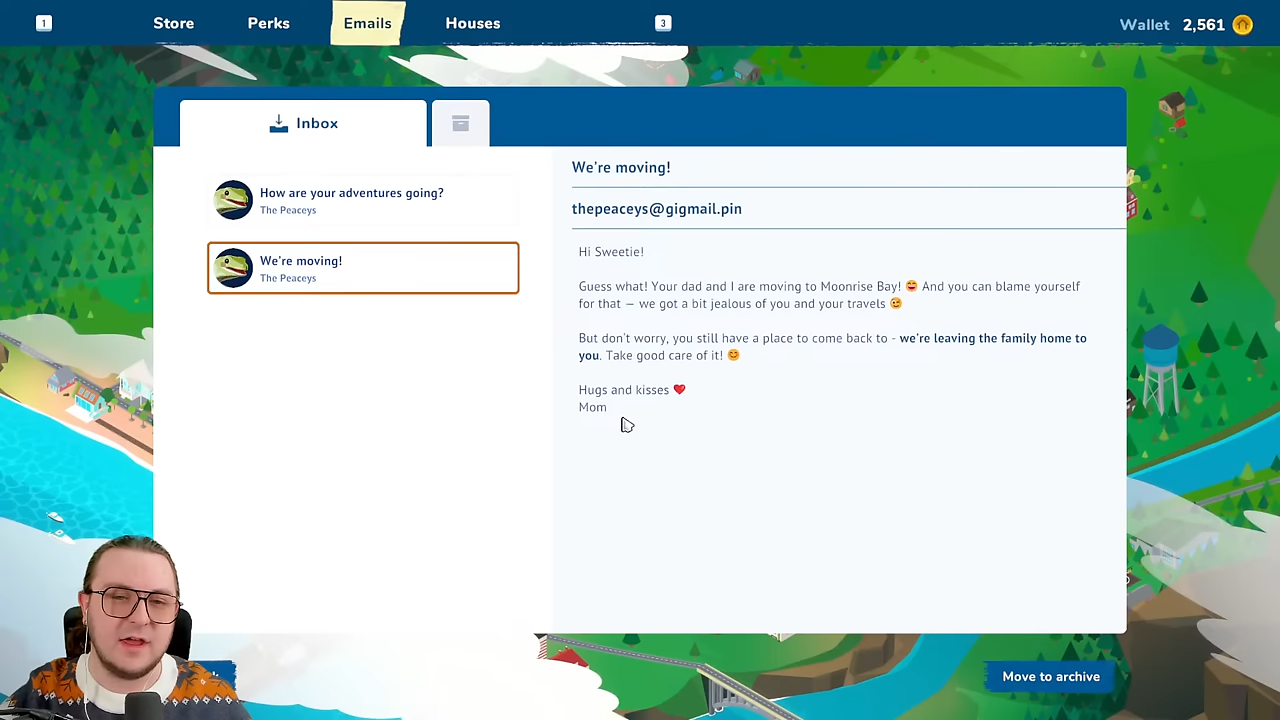 1
Store
Perks
Emails
Houses
3
Wallet 2,561
Inbox
How are your adventures going?
The Peaceys
We're moving!
The Peaceys
We're moving!
thepeaceys@gigmail.pin
Hi Sweetie!
Guess what! Your dad and I are moving to Moonrise Bay! 😄 And you can blame yourself
for that — we got a bit jealous of you and your travels 😉
But don't worry, you still have a place to come back to - we're leaving the family home to
you. Take good care of it! 😊
Hugs and kisses ❤
Mom
Move to archive